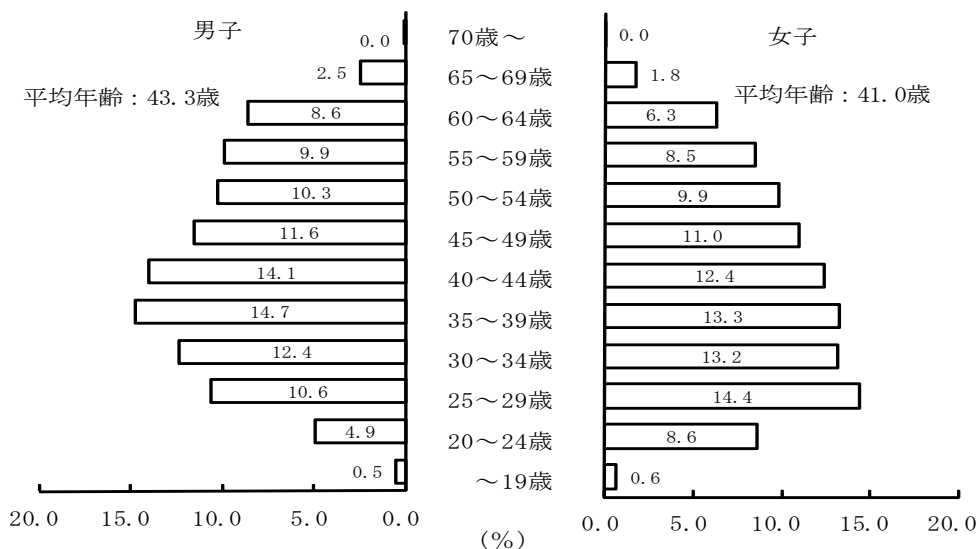 男子
女子
0.0 70歳～ 0.0
2.5 65～69歳 1.8
平均年齢：43.3歳
平均年齢：41.0歳
8.6 60～64歳 6.3
9.9 55～59歳 8.5
10.3 50～54歳 9.9
11.6 45～49歳 11.0
14.1 40～44歳 12.4
14.7 35～39歳 13.3
12.4 30～34歳 13.2
10.6 25～29歳 14.4
4.9 20～24歳 8.6
0.5 ～19歳 0.6
20.0 15.0 10.0 5.0 0.0 0.0 5.0 10.0 15.0 20.0
(%)